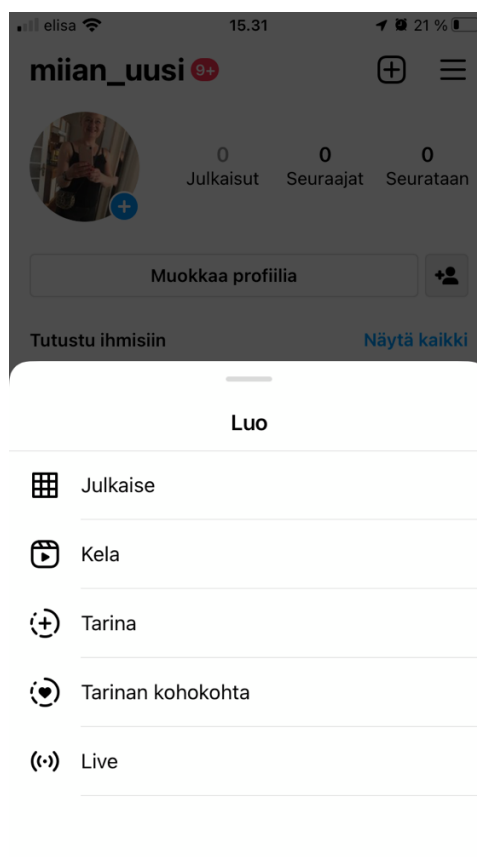 elisa 15.31 21 %
miian_uusi 9+
0 0 0
Julkaisut Seuraajat Seurataan
Muokkaa profiilia
Tutustu ihmisiin Näytä kaikki
Luo
Julkaise
Kela
Tarina
Tarinan kohokohta
Live